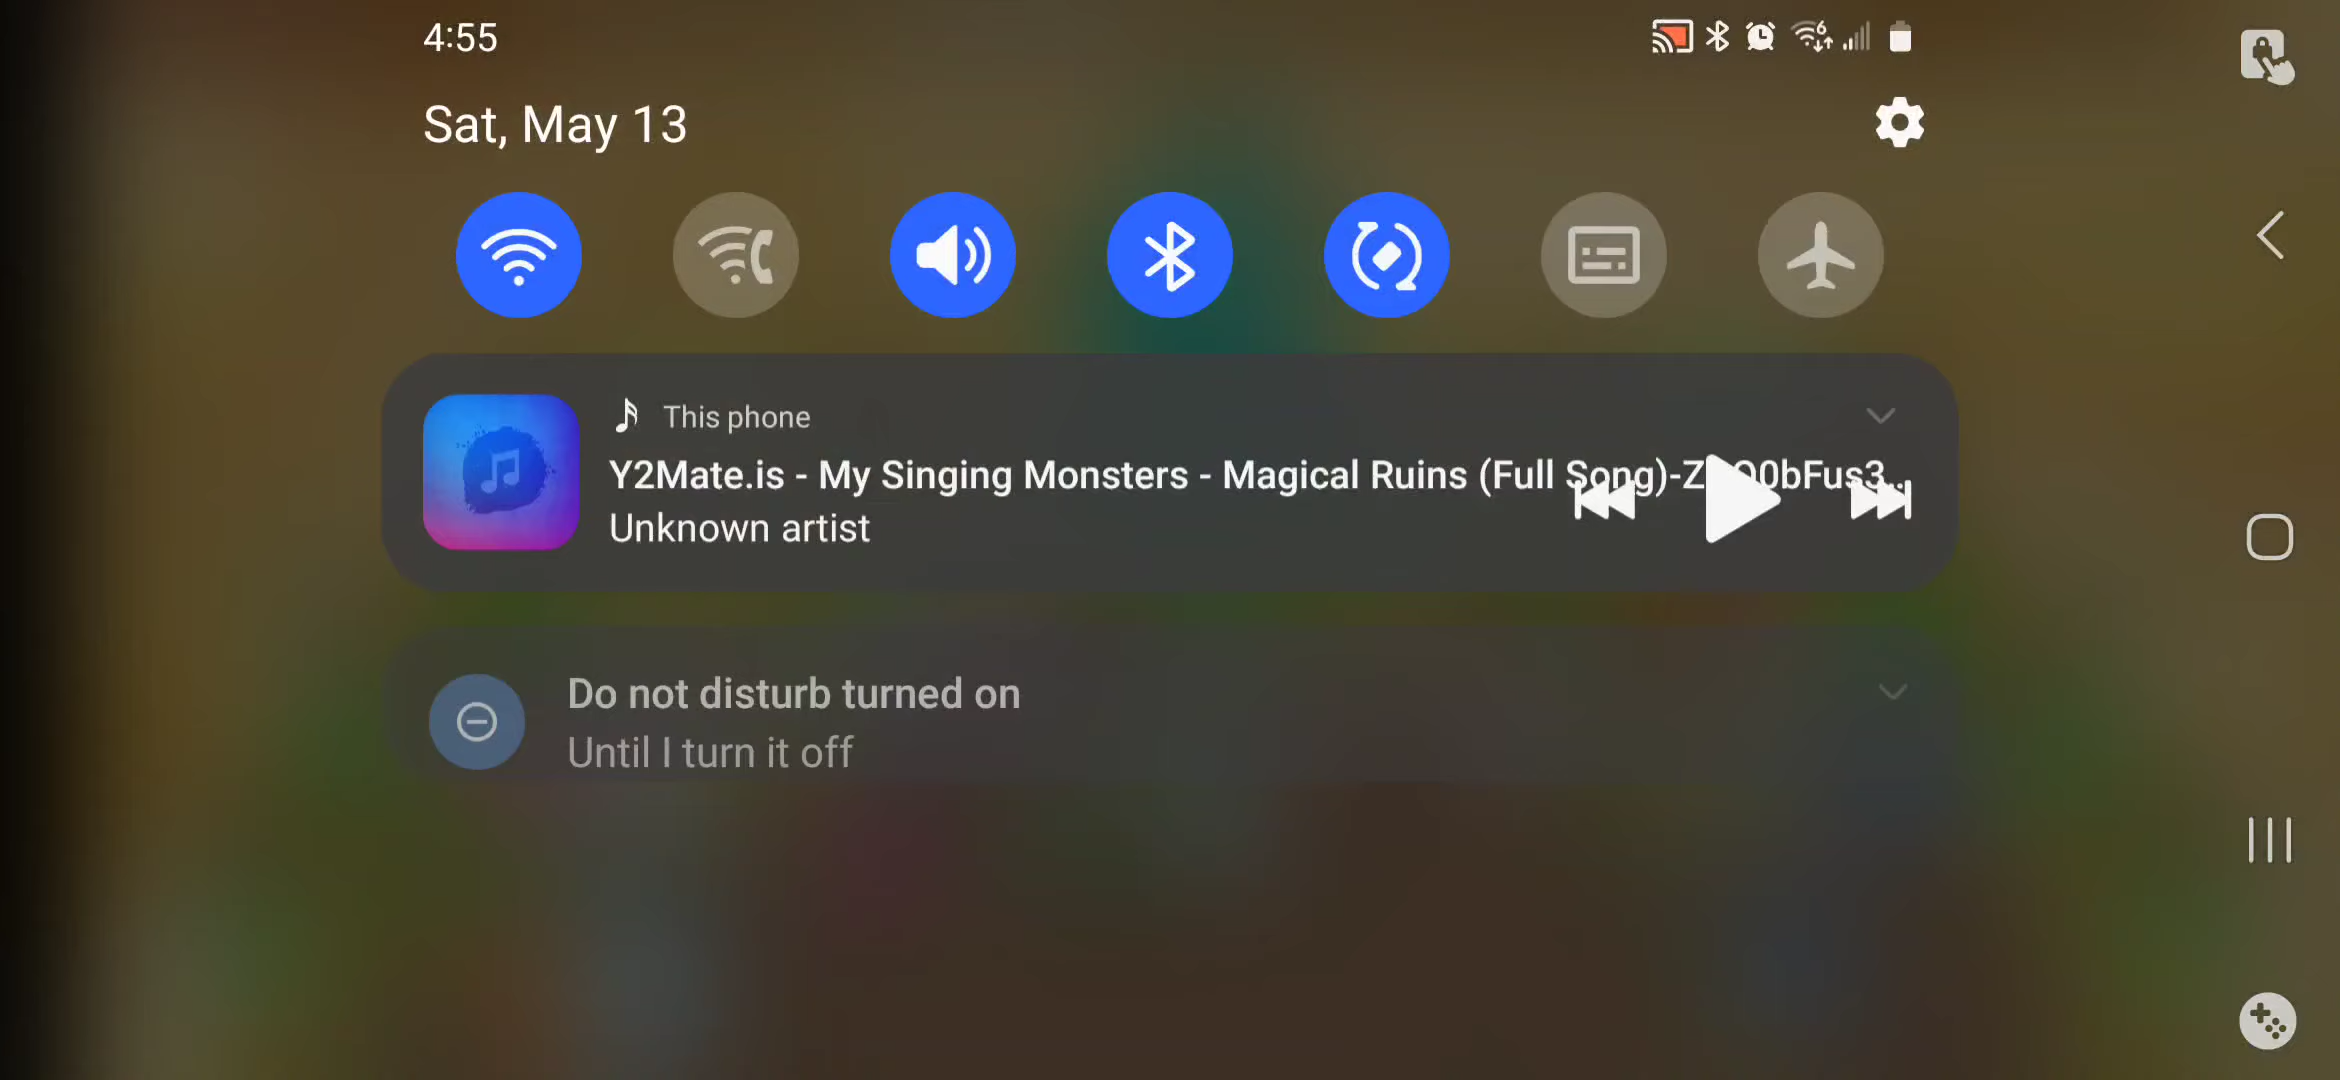 4:55
Sat, May 13
This phone
Y2Mate.is - My Singing Monsters - Magical Ruins (Full Song)-
Unknown artist
Do not disturb turned on
Until I turn it off